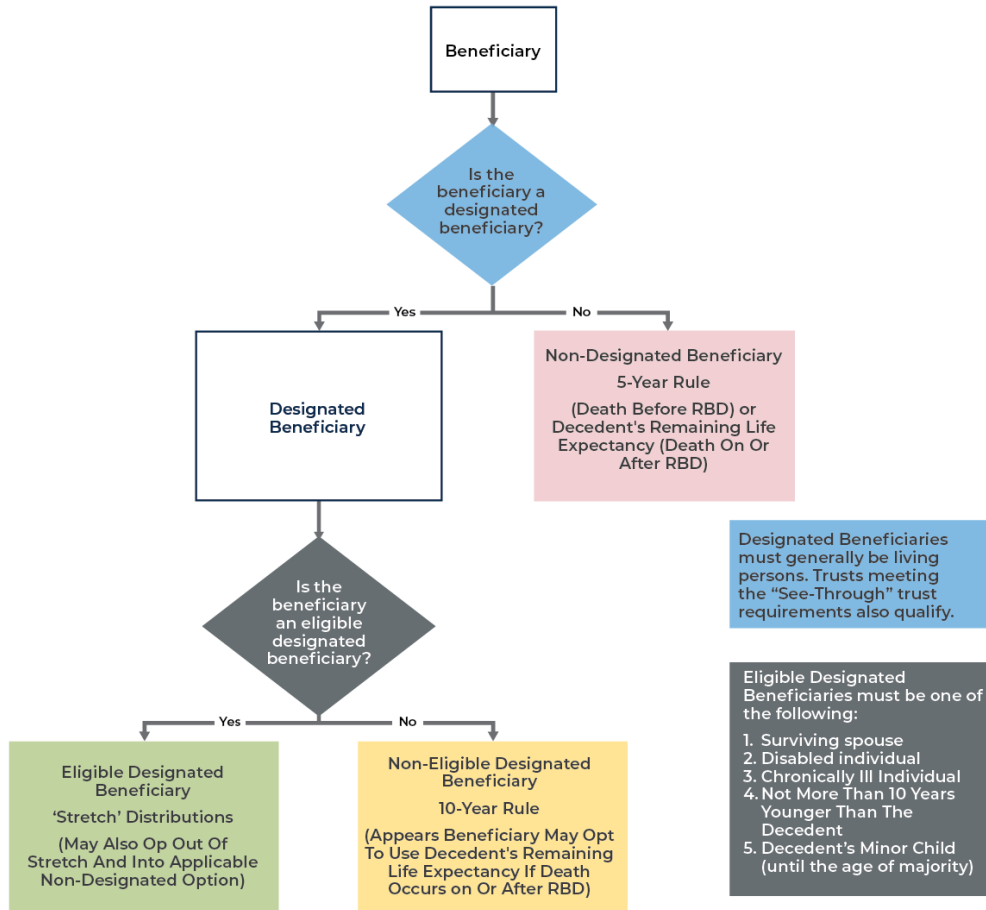 Beneficiary
Is the
beneficiary a
designated
beneficiary?
Yes
No
Designated
Beneficiary
Non-Designated Beneficiary
5-Year Rule
(Death Before RBD) or
Decedent's Remaining Life
Expectancy (Death On Or
After RBD)
Designated Beneficiaries
must generally be living
persons. Trusts meeting
the “See-Through” trust
requirements also qualify.
Is the
beneficiary
an eligible
designated
beneficiary?
Eligible Designated
Beneficiaries must be one of
the following:
1. Surviving spouse
2. Disabled individual
3. Chronically Ill Individual
4. Not More Than 10 Years
Younger Than The
Decedent
5. Decedent's Minor Child
(until the age of majority)
Yes
No
Eligible Designated
Beneficiary
‘Stretch’ Distributions
(May Also Op Out Of
Stretch And Into Applicable
Non-Designated Option)
Non-Eligible Designated
Beneficiary
10-Year Rule
(Appears Beneficiary May Opt
To Use Decedent's Remaining
Life Expectancy If Death
Occurs on Or After RBD)